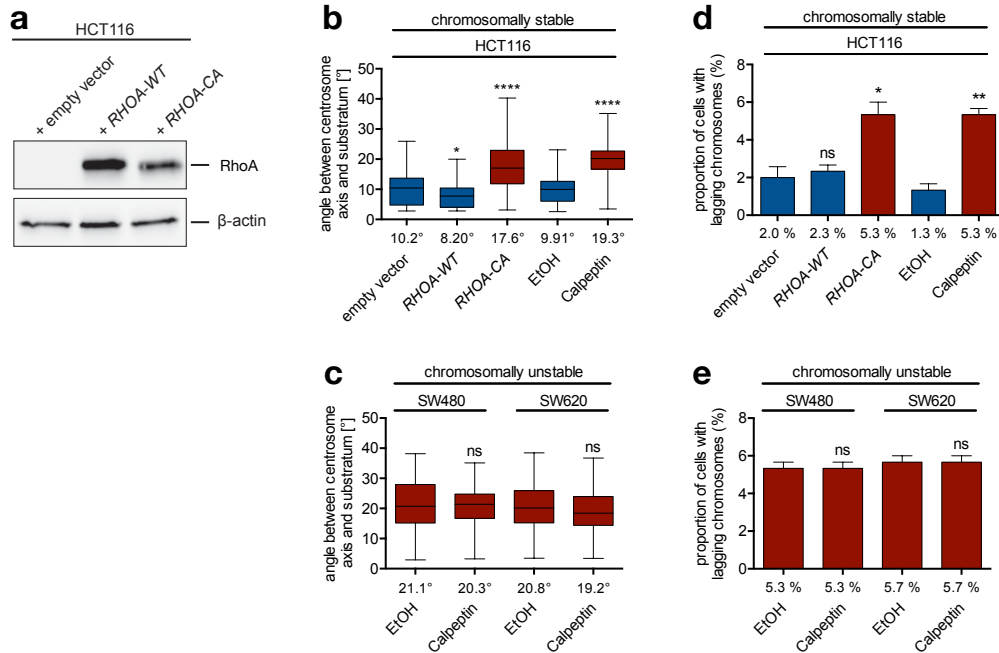 a
HCT116
+ empty vector
+ RHOA-WT
+ RHOA-CA
RhoA
β-actin
b
chromosomally stable
HCT116
angle between centrosome
axis and substratum [°]
50
40
30
20
10
0
*
****
****
10.2° 8.20° 17.6° 9.91° 19.3°
empty vector
RHOA-WT
RHOA-CA
EtOH
Calpeptin
d
chromosomally stable
HCT116
proportion of cells with
lagging chromosomes (%)
8
6
4
2
0
ns
*
**
2.0 % 2.3 % 5.3 % 1.3 % 5.3 %
empty vector
RHOA-WT
RHOA-CA
EtOH
Calpeptin
c
chromosomally unstable
SW480 SW620
angle between centrosome
axis and substratum [°]
50
40
30
20
10
0
ns ns
21.1° 20.3° 20.8° 19.2°
EtOH
Calpeptin
EtOH
Calpeptin
e
chromosomally unstable
SW480 SW620
proportion of cells with
lagging chromosomes (%)
8
6
4
2
0
ns ns
5.3 % 5.3 % 5.7 % 5.7 %
EtOH
Calpeptin
EtOH
Calpeptin